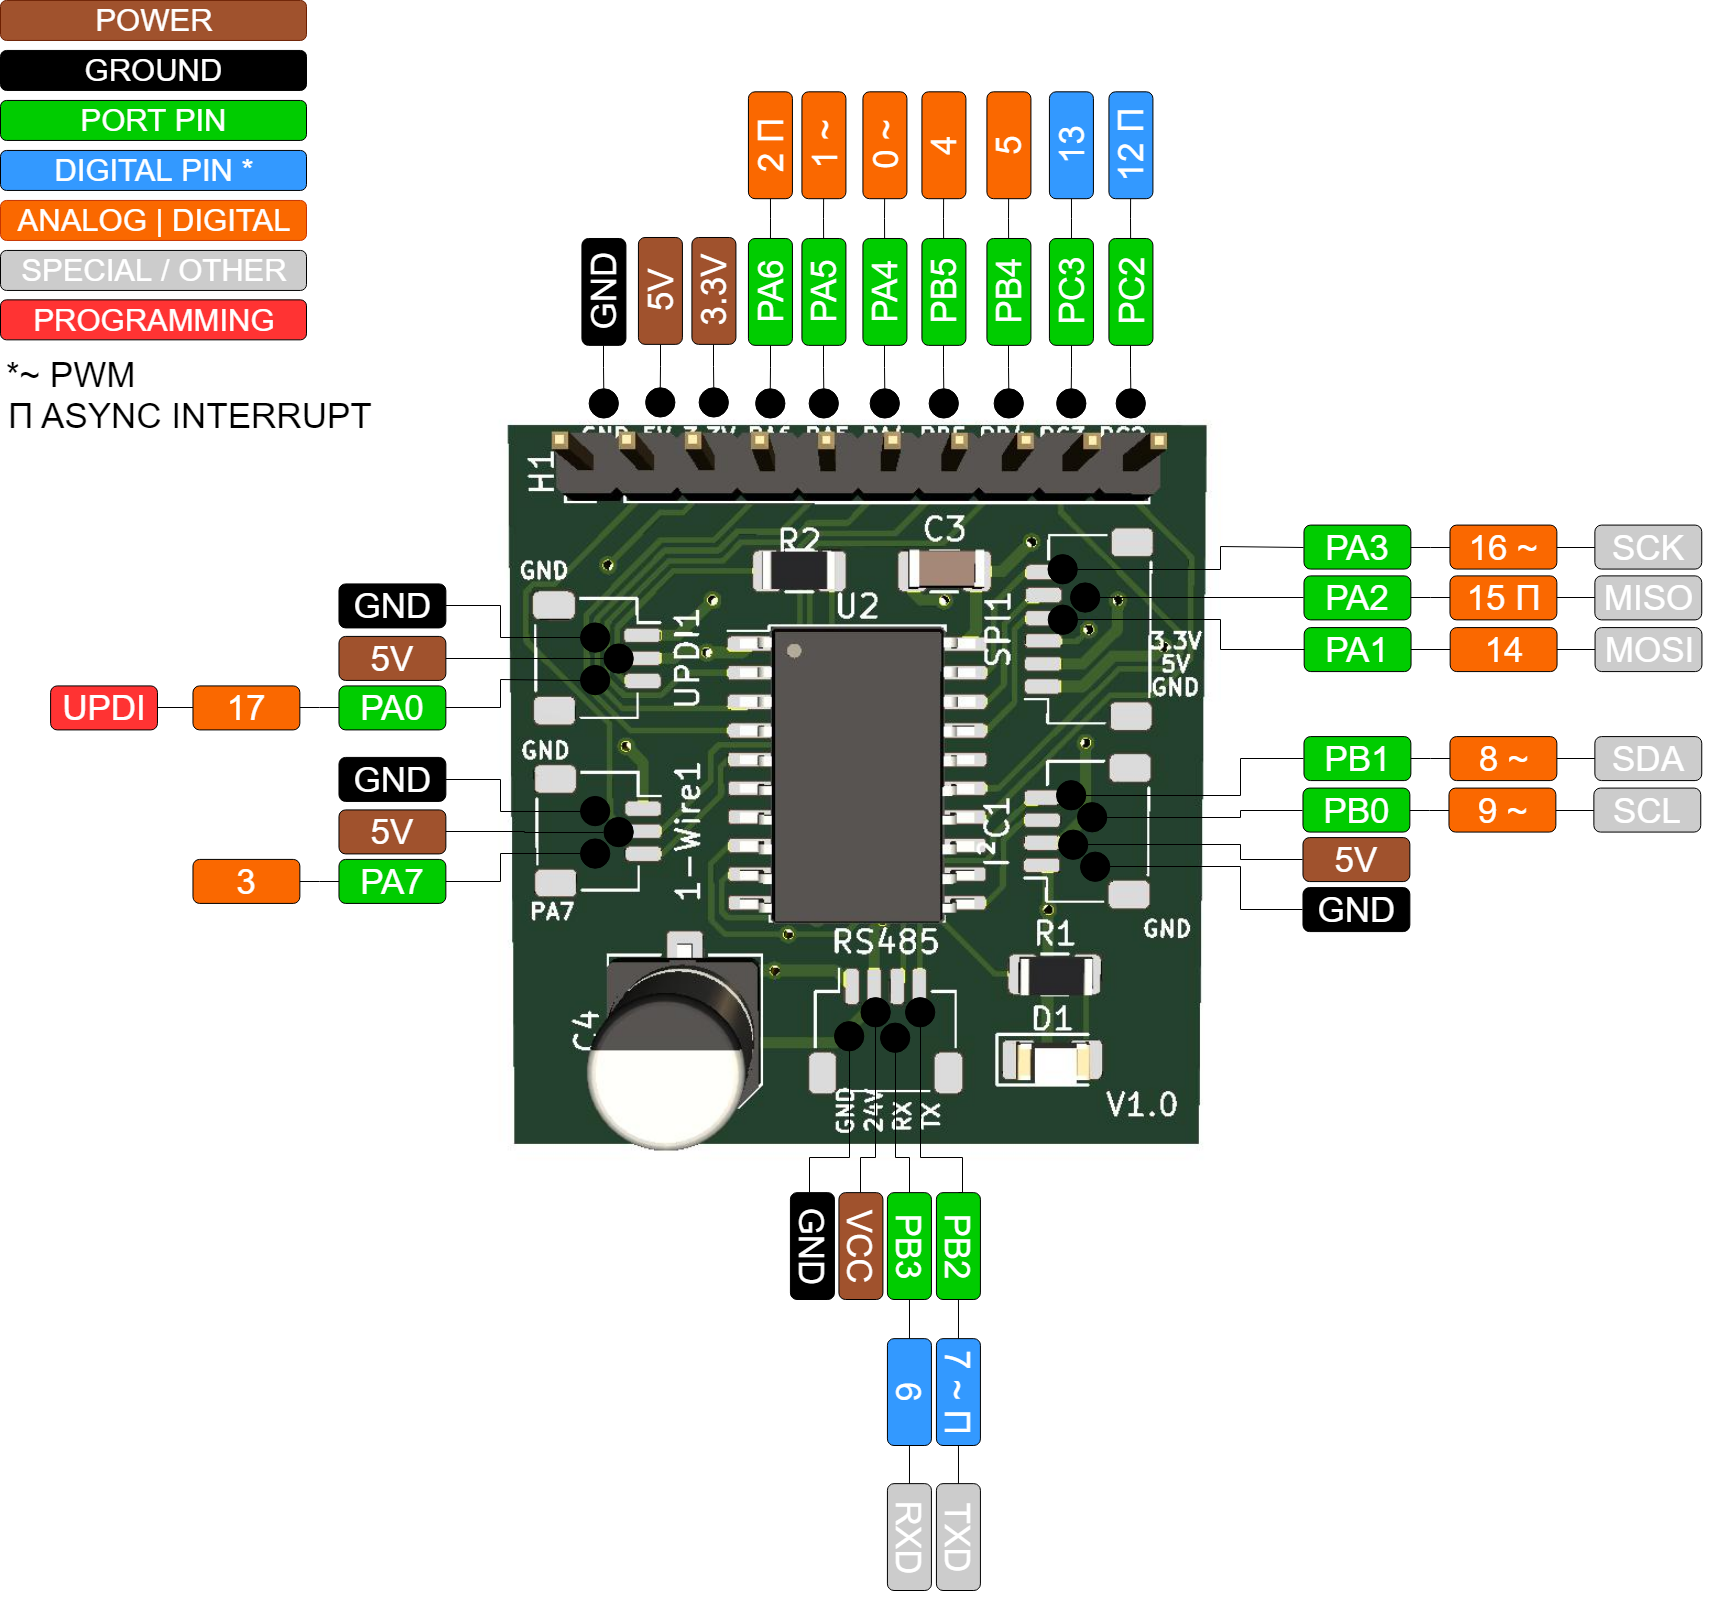 POWER
GROUND
PORT PIN
DIGITAL PIN *
ANALOG | DIGITAL
SPECIAL / OTHER
PROGRAMMING
*~ PWM
Π ASYNC INTERRUPT
2 Π
1 ~
0 ~
4
5
13
12 Π
GND
5V
3.3V
PA6
PA5
PA4
PB5
PB4
PC3
PC2
H1
R2
C3
GND
U2
UPDI1
SPI1
3.3V
5V
GND
GND
1-Wire1
I²C1
PA7
RS485
R1
GND
C4
D1
V1.0
GND
24V
RX
TX
GND
5V
UPDI 17 PA0
GND
5V
3 PA7
PA3 16 ~ SCK
PA2 15 Π MISO
PA1 14 MOSI
PB1 8 ~ SDA
PB0 9 ~ SCL
5V
GND
GND
VCC
PB3
PB2
6
7 ~ Π
RXD
TXD